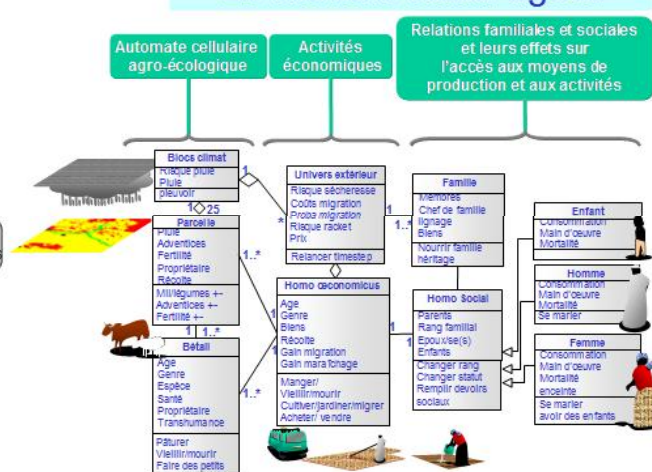 Automate cellulaire
agro-écologique
Activités
économiques
Relations familiales et sociales
et leurs effets sur
l'accès aux moyens de
production et aux activités
Blocs climat
Risque pluie
Pluie
pleuvoir
1
1
25
Parcelle
Pluie
Adventices
Fertilité
Propriétaire
Récolte
Mil/légumes +-
Adventices +-
Fertilité +-
1..*
1
1..*
Bétail
Age
Genre
Espèce
Santé
Propriétaire
Transhumance
Pâturer
Vieillir/mourir
Faire des petits
1..*
Univers extérieur
Risque sécheresse
Coûts migration
Proba migration
Risque racket
Prix
Relancer timestep
*
1
1..*
Homo œconomicus
Age
Genre
Biens
Récolte
Gain migration
Gain maraîchage
Manger/
Vieillir/mourir
Cultiver/jardiner/migrer
Acheter/ vendre
1
1
1
1
Famille
Membres
Chef de famille
lignage
Biens
Nourrir famille
héritage
Homo Social
Parents
Rang familial
Epoux/se(s)
Enfants
Changer rang
Changer statut
Remplir devoirs
sociaux
Enfant
Consommation
Main d'œuvre
Mortalité
Homme
Consommation
Main d'œuvre
Mortalité
Se marier
Femme
Consommation
Main d'œuvre
Mortalité
enceinte
Se marier
avoir des enfants